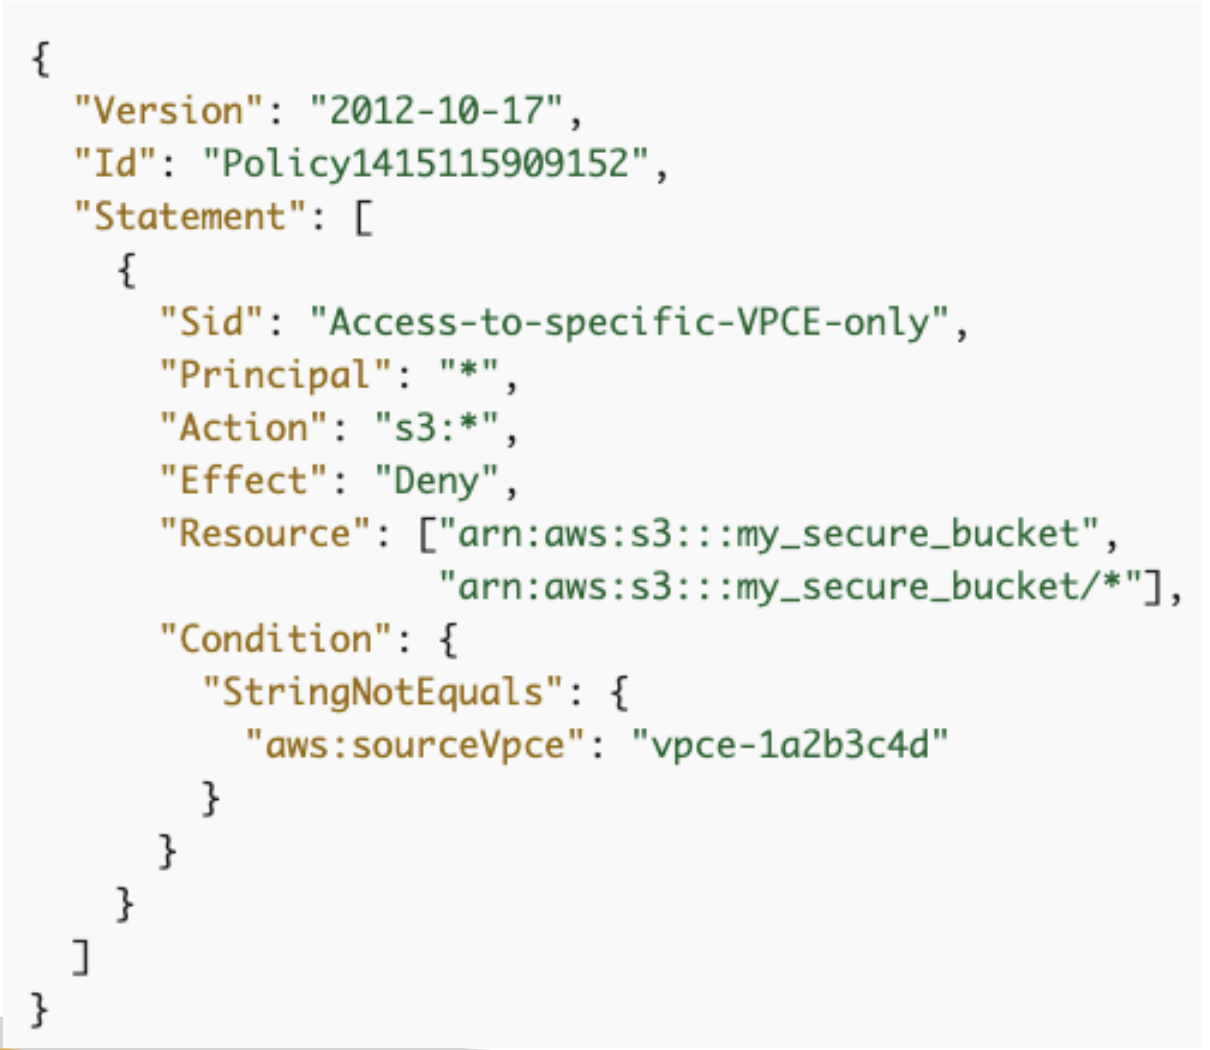 {
  "Version": "2012-10-17",
  "Id": "Policy1415115909152",
  "Statement": [
    {
      "Sid": "Access-to-specific-VPCE-only",
      "Principal": "*",
      "Action": "s3:*",
      "Effect": "Deny",
      "Resource": ["arn:aws:s3:::my_secure_bucket",
                   "arn:aws:s3:::my_secure_bucket/*"],
      "Condition": {
        "StringNotEquals": {
          "aws:sourceVpce": "vpce-1a2b3c4d"
        }
      }
    }
  ]
}